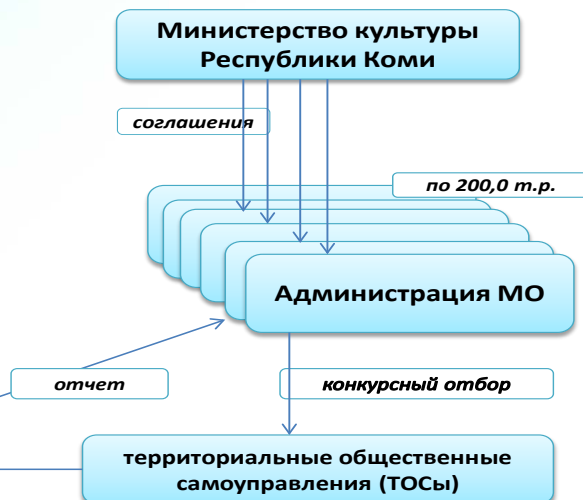 Министерство культуры
Республики Коми
соглашения
по 200,0 т.р.
Администрация МО
отчет
конкурсный отбор
территориальные общественные
самоуправления (ТОСы)